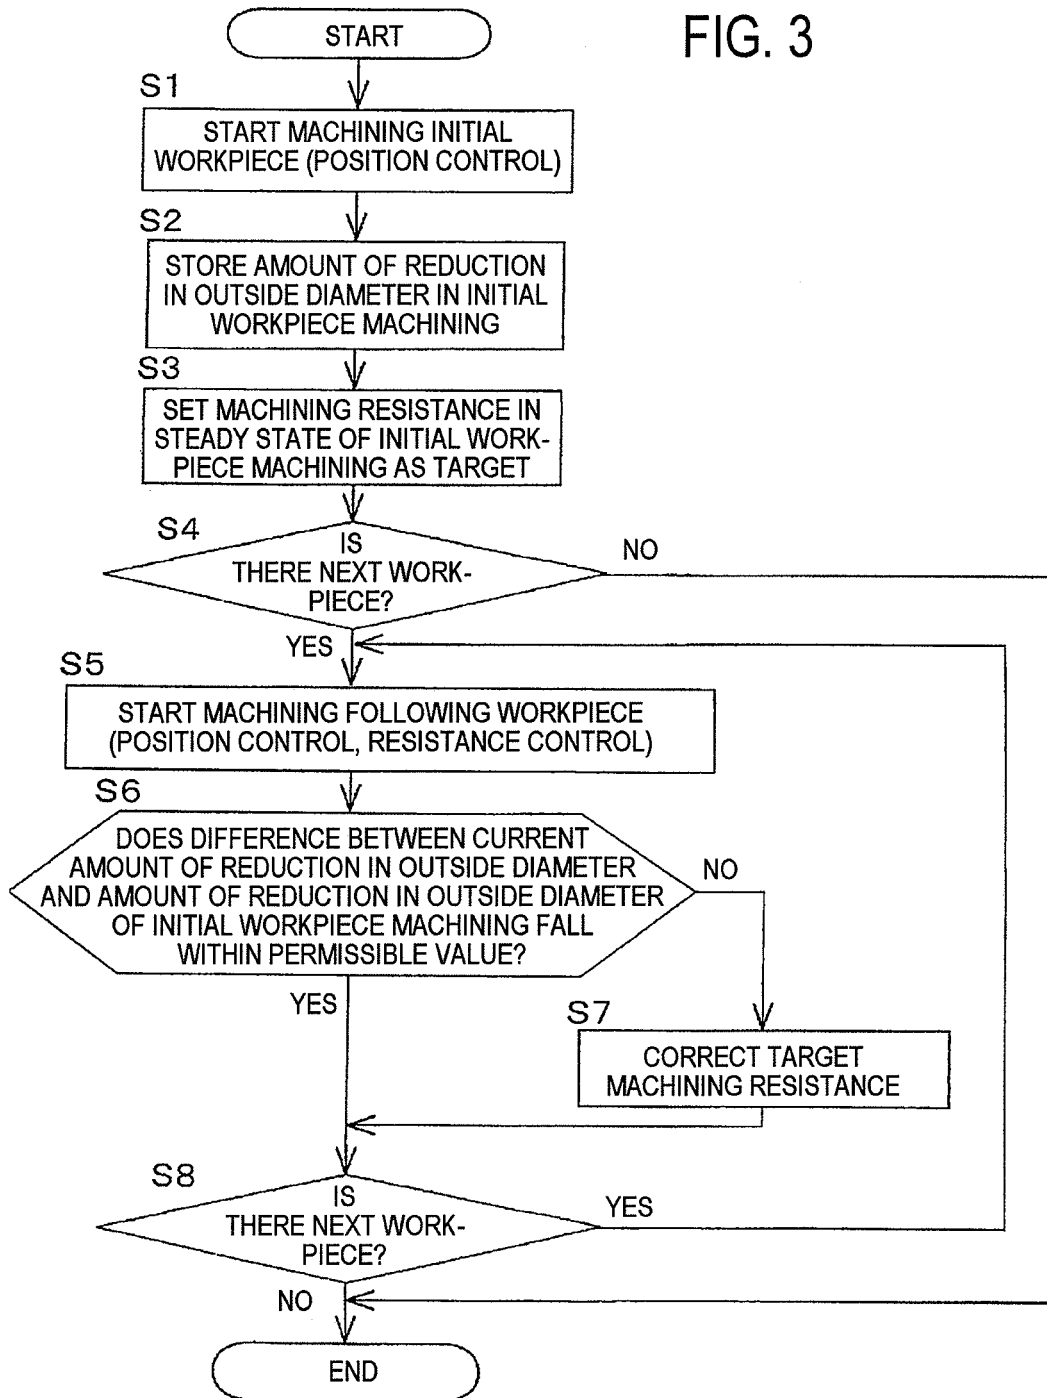 FIG. 3
START
S1
START MACHINING INITIAL
WORKPIECE (POSITION CONTROL)
S2
STORE AMOUNT OF REDUCTION
IN OUTSIDE DIAMETER IN INITIAL
WORKPIECE MACHINING
S3
SET MACHINING RESISTANCE IN
STEADY STATE OF INITIAL WORK-
PIECE MACHINING AS TARGET
S4
IS
THERE NEXT WORK-
PIECE?
NO
YES
S5
START MACHINING FOLLOWING WORKPIECE
(POSITION CONTROL, RESISTANCE CONTROL)
S6
DOES DIFFERENCE BETWEEN CURRENT
AMOUNT OF REDUCTION IN OUTSIDE DIAMETER
AND AMOUNT OF REDUCTION IN OUTSIDE DIAMETER
OF INITIAL WORKPIECE MACHINING FALL
WITHIN PERMISSIBLE VALUE?
NO
YES
S7
CORRECT TARGET
MACHINING RESISTANCE
S8
IS
THERE NEXT WORK-
PIECE?
YES
NO
END